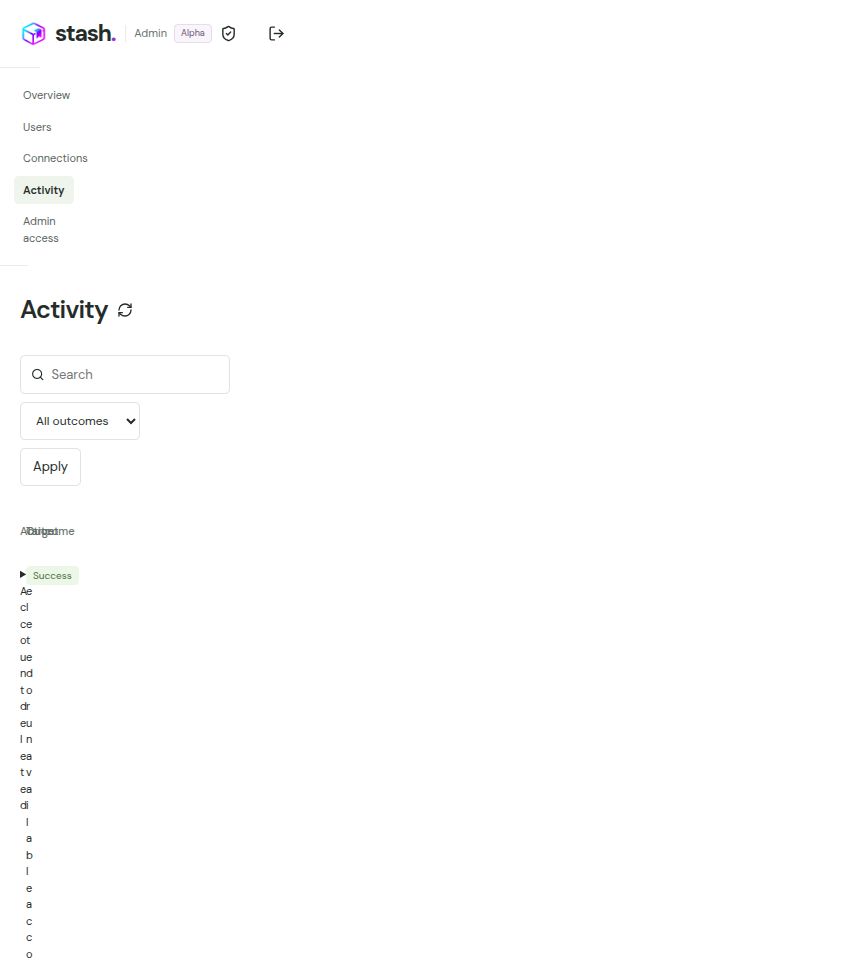 stash.
Admin
Alpha
Overview
Users
Connections
Activity
Admin
access
Activity
Search
All outcomes
Apply
Success